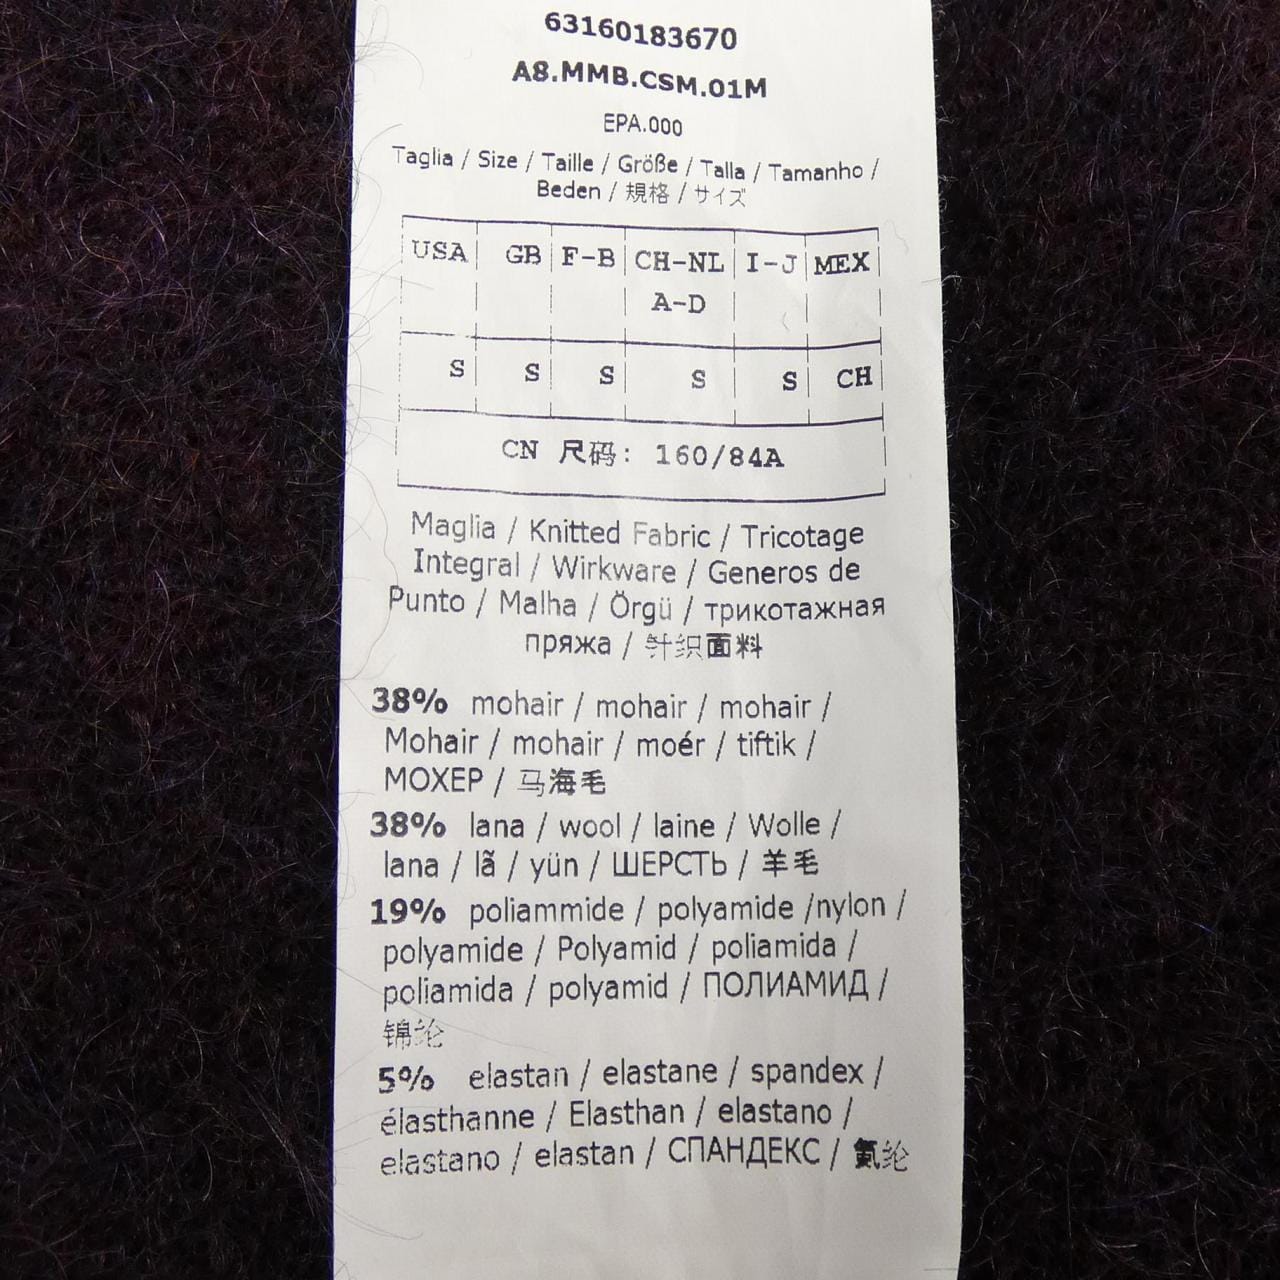 63160183670
A8.MMB.CSM.01M
EPA.000
Taglia / Size / Taille / Größe / Talla / Tamanho /
Beden / 規格 / サイズ
USA GB F-B CH-NL I-J MEX
A-D
S S S S S CH
CN 尺码: 160/84A
Maglia / Knitted Fabric / Tricotage
Integral / Wirkware / Generos de
Punto / Malha / Örgü / трикотажная
пряжа / 针织面料
38% mohair / mohair / mohair /
Mohair / mohair / moér / tiftik /
МОХЕР / 马海毛
38% lana / wool / laine / Wolle /
lana / lã / yün / ШЕРСТЬ / 羊毛
19% poliammide / polyamide /nylon /
polyamide / Polyamid / poliamida /
poliamida / polyamid / ПОЛИАМИД /
锦纶
5% elastan / elastane / spandex /
élasthanne / Elasthan / elastano /
elastano / elastan / СПАНДЕКС / 氨纶